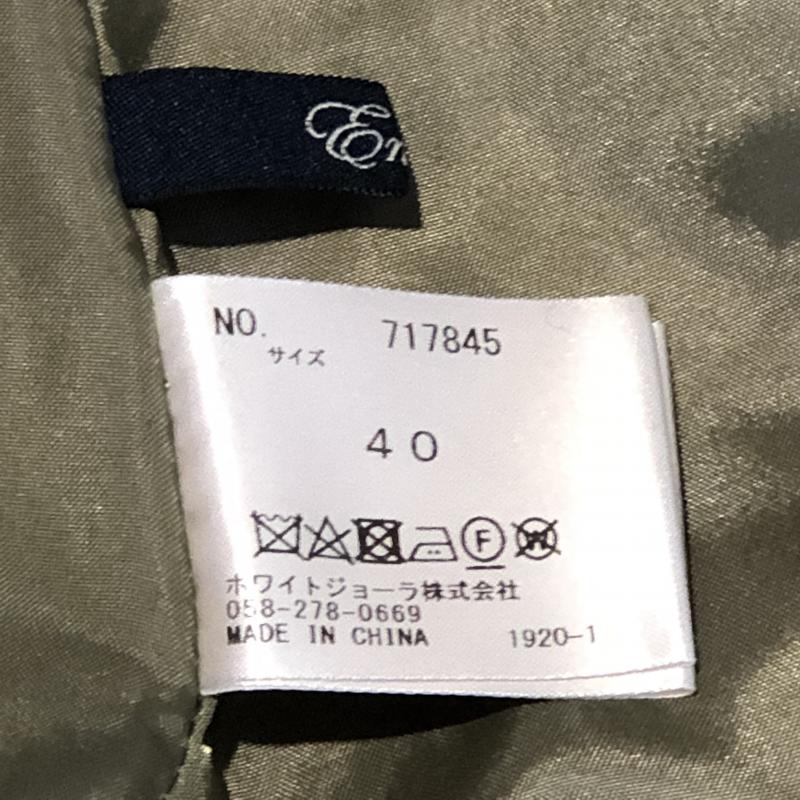 En
NO. 717845
サイズ
40
F W
ホワイトジョーラ株式会社
058-278-0669
MADE IN CHINA 1920-1